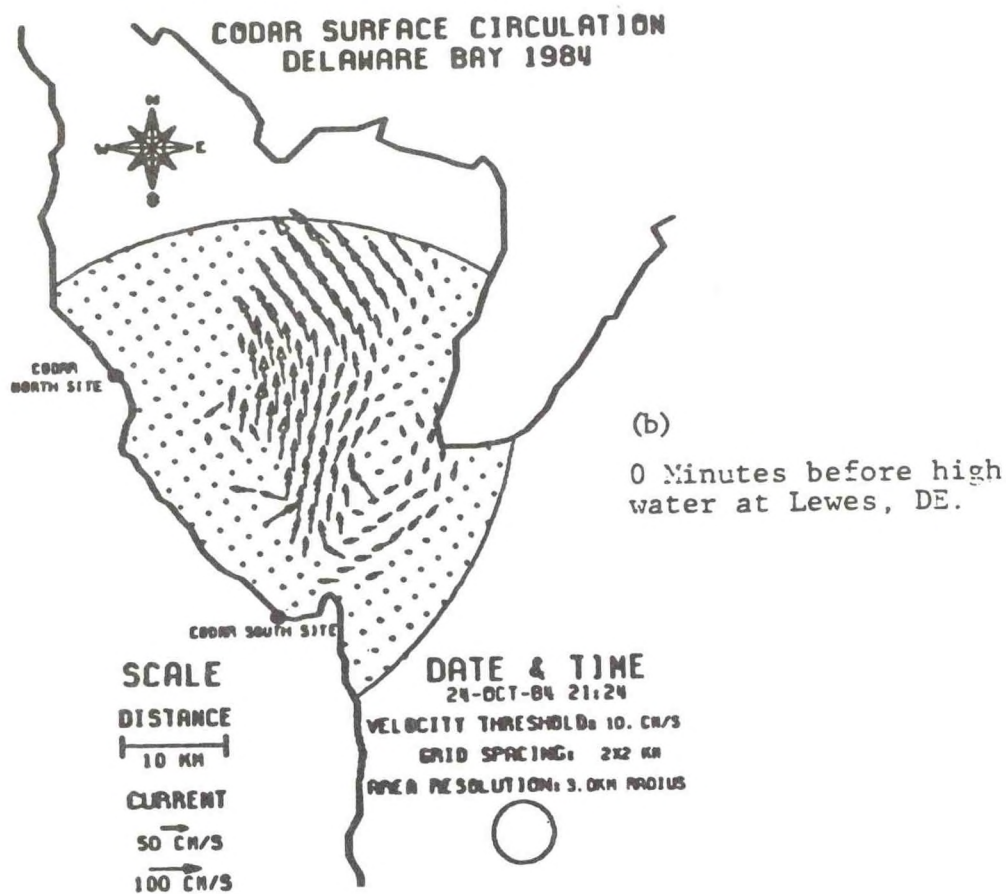 CODAR SURFACE CIRCULATION
DELAWARE BAY 1984
N
W E
S
CODAR
NORTH SITE
(b)
0 Minutes before high
water at Lewes, DE.
CODAR SOUTH SITE
SCALE
DISTANCE
10 KM
CURRENT
50 CM/S
100 CM/S
DATE & TIME
24-OCT-84 21:24
VELOCITY THRESHOLD: 10. CM/S
GRID SPACING: 2X2 KM
AREA RESOLUTION: 3.0KM RADIUS